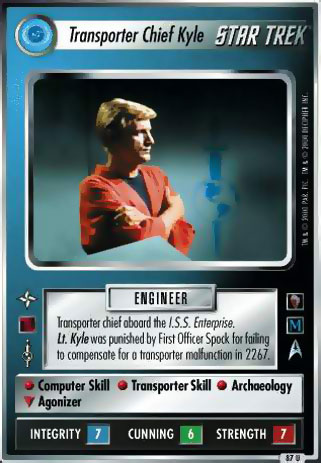 Transporter Chief Kyle STAR TREK
ENGINEER
Transporter chief aboard the I.S.S. Enterprise.
Lt. Kyle was punished by First Officer Spock for failing
to compensate for a transporter malfunction in 2267.
Computer Skill Transporter Skill Archaeology
Agonizer
INTEGRITY 7 CUNNING 6 STRENGTH 7
87 U